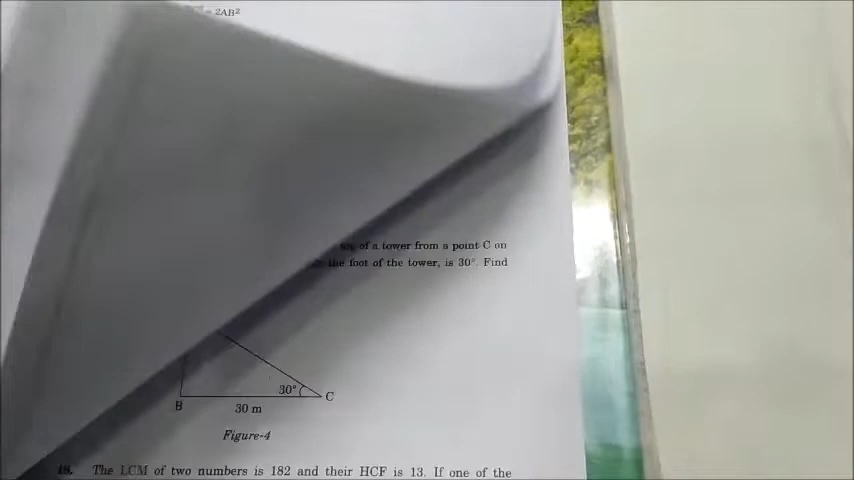 = 2AB²
of a tower from a point C on
the foot of the tower, is 30°. Find
30°
B
C
30 m
Figure-4
18. The LCM of two numbers is 182 and their HCF is 13. If one of the